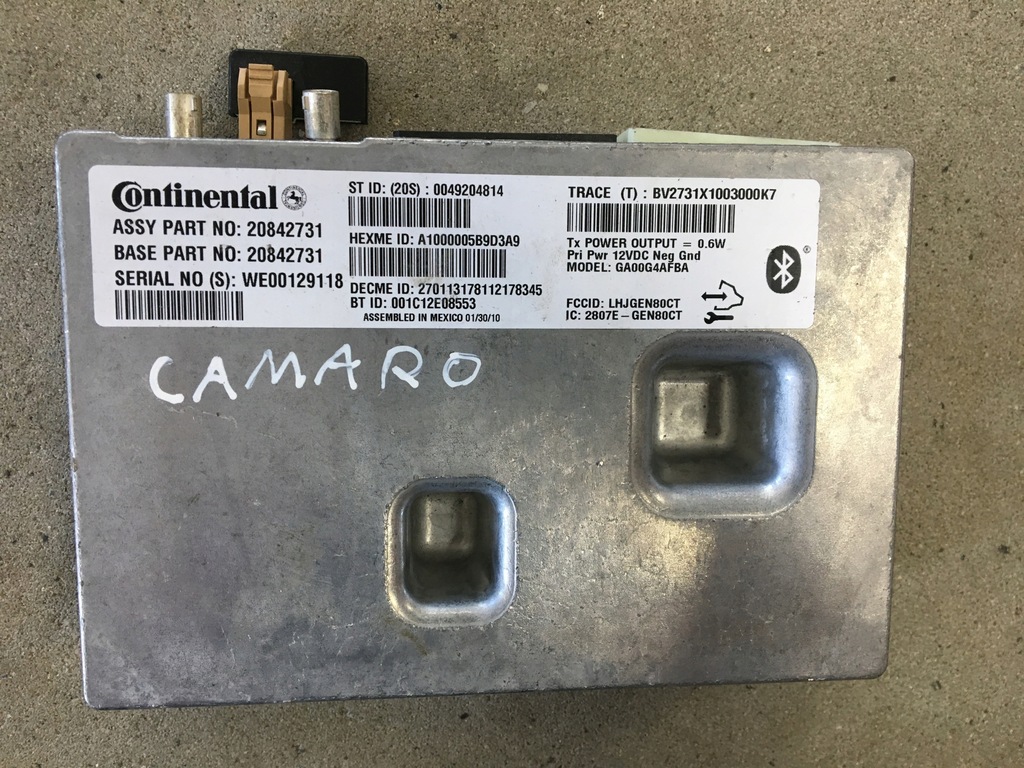 Continental
ASSY PART NO: 20842731
BASE PART NO: 20842731
SERIAL NO (S): WE00129118
ST ID: (20S) : 0049204814
HEXME ID: A1000005B9D3A9
DECME ID: 270113178112178345
BT ID: 001C12E08553
ASSEMBLED IN MEXICO 01/30/10
TRACE (T) : BV2731X1003000K7
Tx POWER OUTPUT = 0.6W
Pri Pwr 12VDC Neg Gnd
MODEL: GA00G4AFBA
®
FCCID: LHJGEN80CT
IC: 2807E-GEN80CT
CAMARO